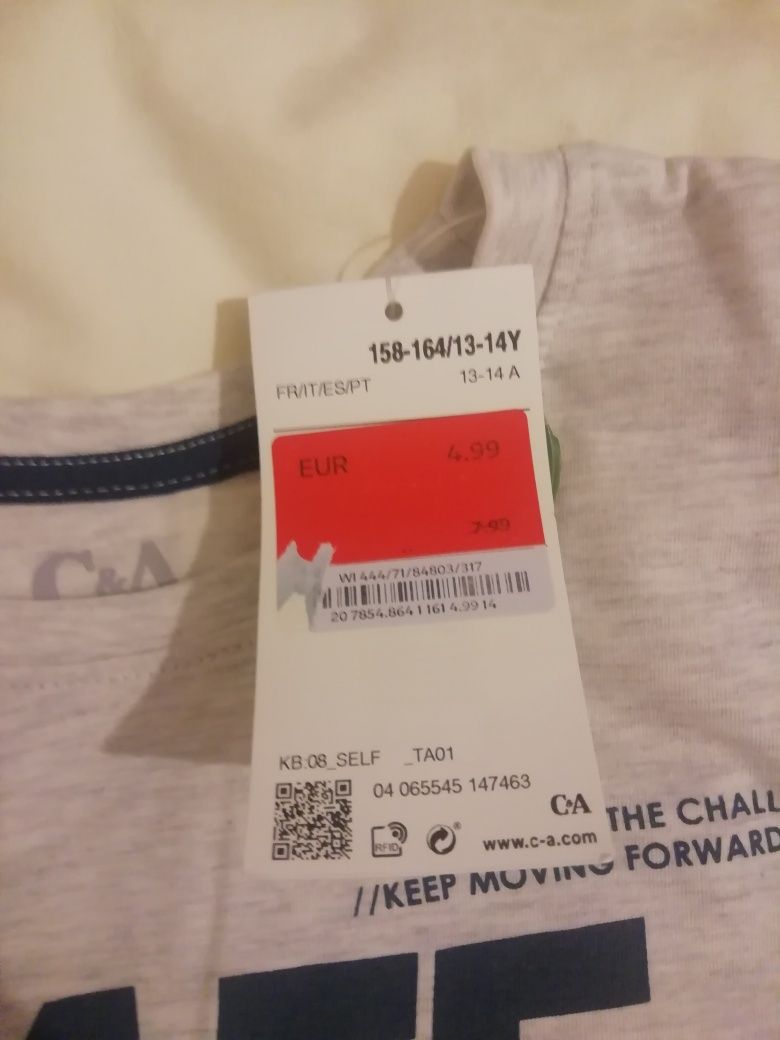 158-164/13-14Y
FR/IT/ES/PT 13-14 A
EUR 4.99
7.99
C&A
WI 444/71/84803/317
20 7854.864 1 161 4.99 14
KB:08_SELF _TA01
04 065545 147463
C&A
RFID
www.c-a.com
THE CHALL
//KEEP MOVING FORWARD